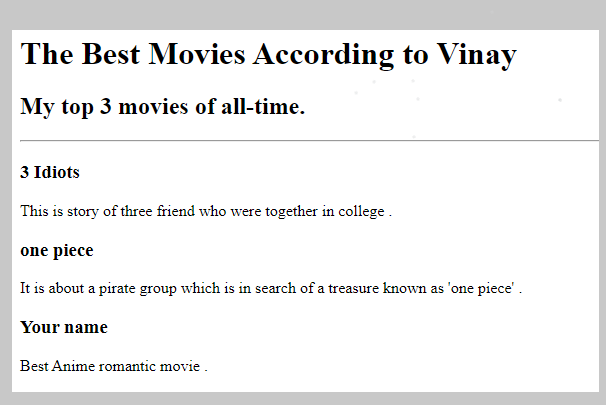 The Best Movies According to Vinay
My top 3 movies of all-time.
3 Idiots
This is story of three friend who were together in college .
one piece
It is about a pirate group which is in search of a treasure known as 'one piece' .
Your name
Best Anime romantic movie .